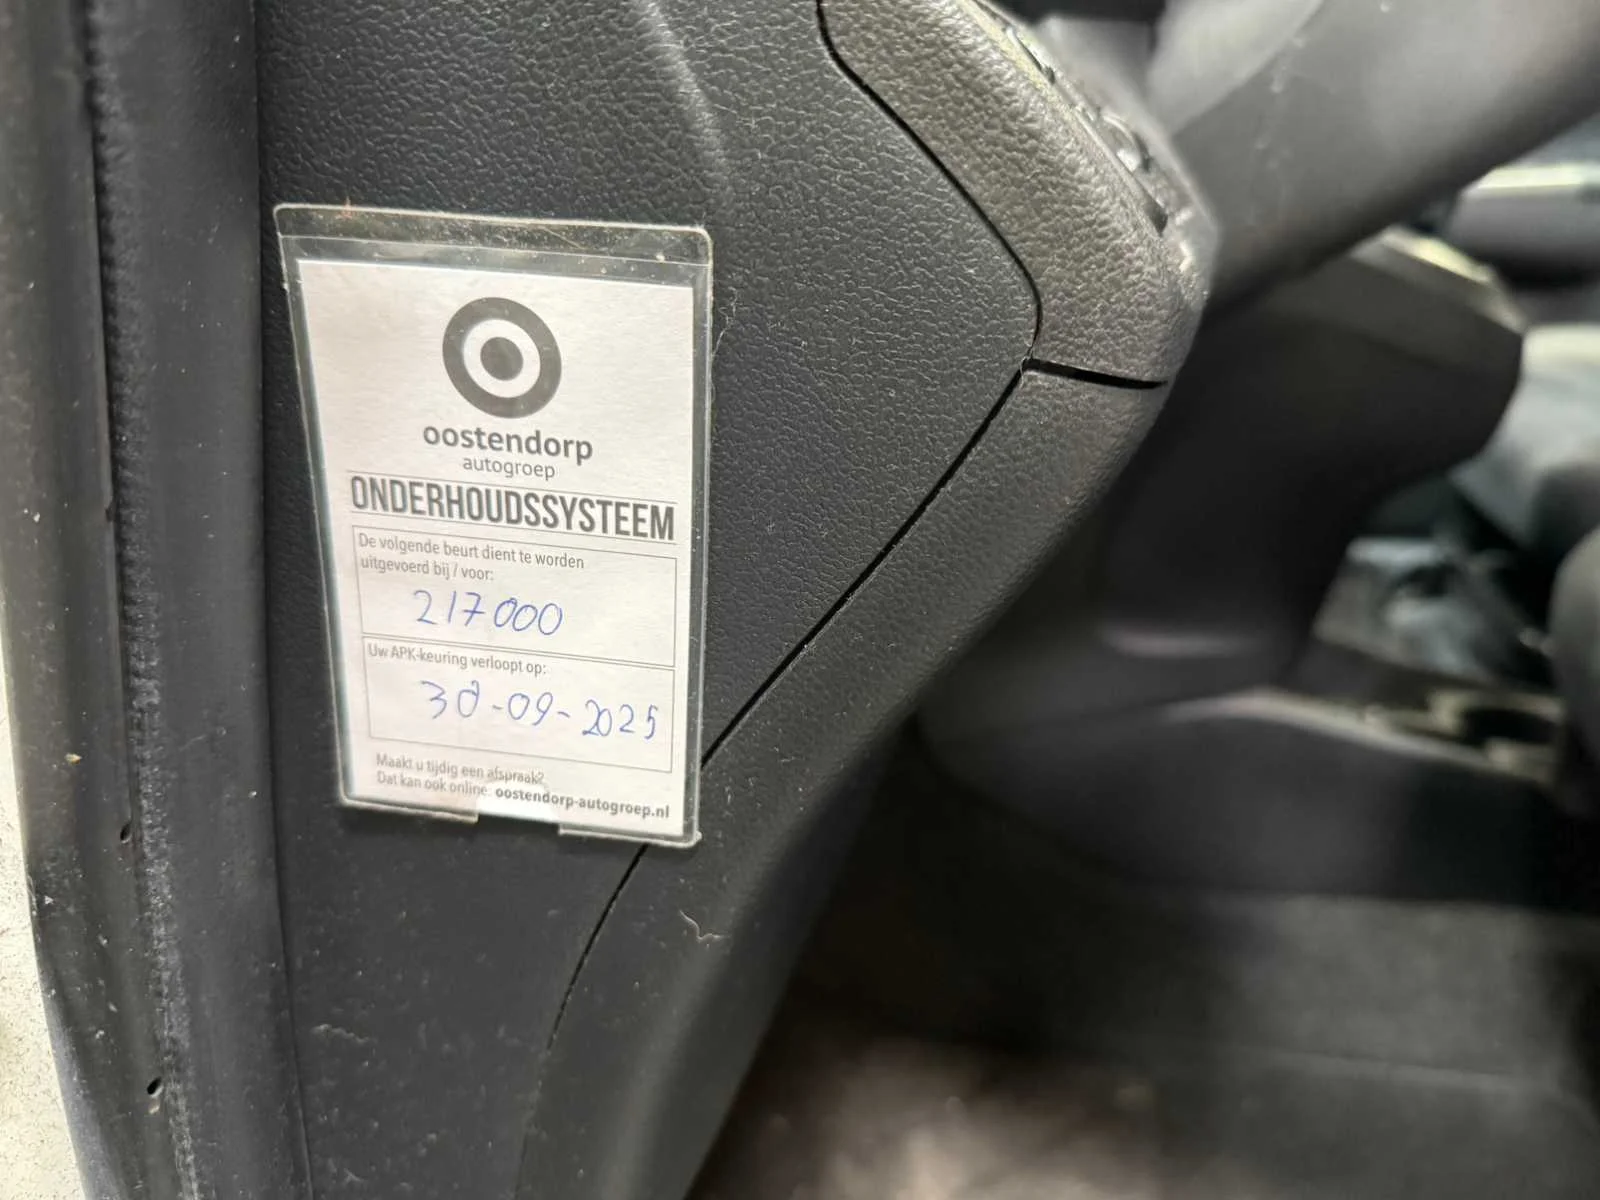 oostendorp
autogroep
ONDERHOUDSSYSTEEM
De volgende beurt dient te worden
uitgevoerd bij / voor:
217000
Uw APK-keuring verloopt op:
30-09-2025
Maakt u tijdig een afspraak?
Dat kan ook online: oostendorp-autogroep.nl